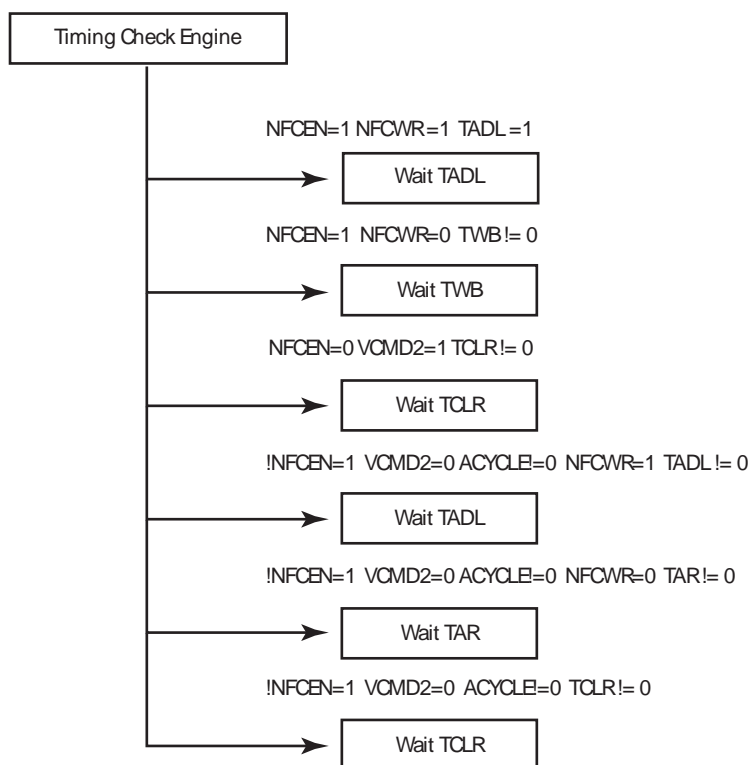 Timing Check Engine
NFCEN=1 NFCWR=1 TADL=1
Wait TADL
NFCEN=1 NFCWR=0 TWB != 0
Wait TWB
NFCEN=0 VCMD2=1 TCLR != 0
Wait TCLR
!NFCEN=1 VCMD2=0 ACYCLE!=0 NFCWR=1 TADL != 0
Wait TADL
!NFCEN=1 VCMD2=0 ACYCLE!=0 NFCWR=0 TAR != 0
Wait TAR
!NFCEN=1 VCMD2=0 ACYCLE!=0 TCLR != 0
Wait TCLR